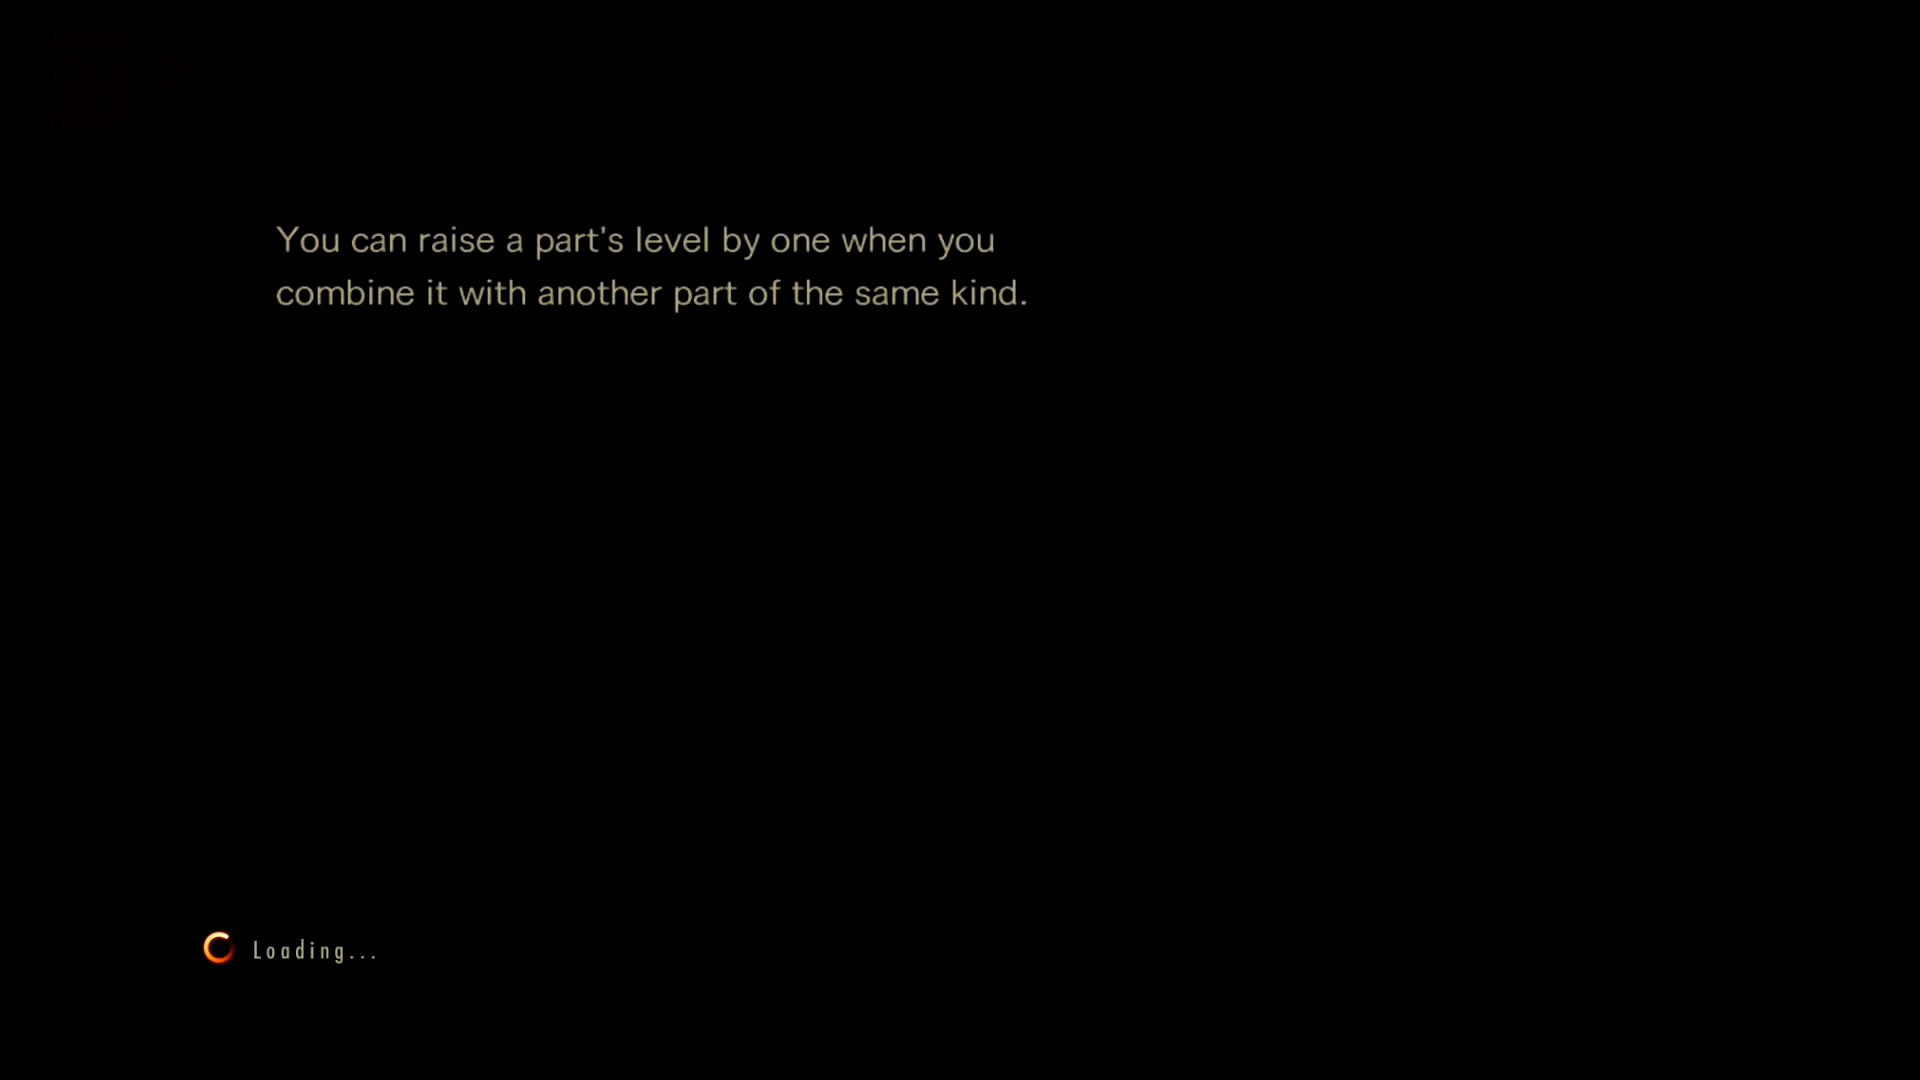 You can raise a part's level by one when you
combine it with another part of the same kind.
Loading...